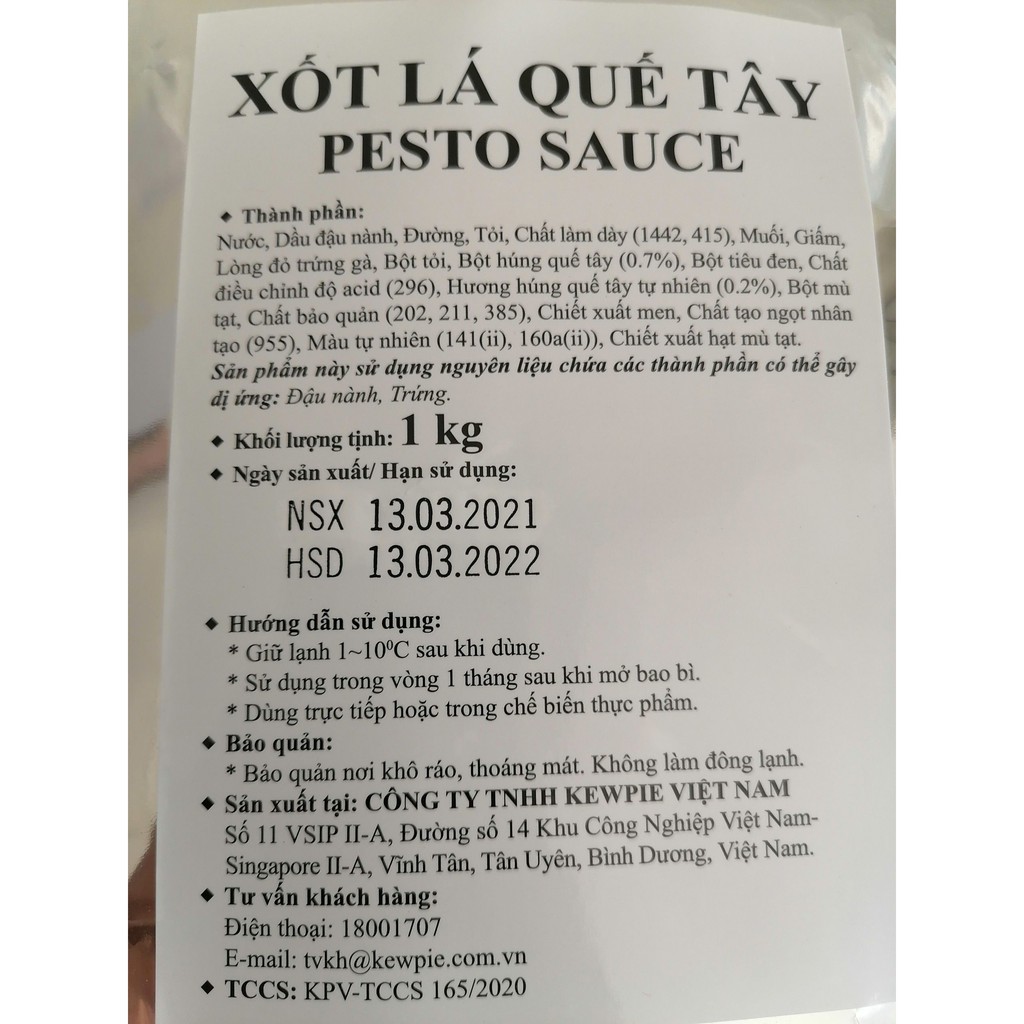 XỐT LÁ QUẾ TÂY
PESTO SAUCE
◆ Thành phần:
Nước, Dầu đậu nành, Đường, Tỏi, Chất làm dày (1442, 415), Muối, Giấm,
Lòng đỏ trứng gà, Bột tỏi, Bột húng quế tây (0.7%), Bột tiêu đen, Chất
điều chỉnh độ acid (296), Hương húng quế tây tự nhiên (0.2%), Bột mù
tạt, Chất bảo quản (202, 211, 385), Chiết xuất men, Chất tạo ngọt nhân
tạo (955), Màu tự nhiên (141(ii), 160a(ii)), Chiết xuất hạt mù tạt.
Sản phẩm này sử dụng nguyên liệu chứa các thành phần có thể gây
dị ứng: Đậu nành, Trứng.
◆ Khối lượng tịnh: 1 kg
◆ Ngày sản xuất/ Hạn sử dụng:
NSX 13.03.2021
HSD 13.03.2022
◆ Hướng dẫn sử dụng:
* Giữ lạnh 1~10⁰C sau khi dùng.
* Sử dụng trong vòng 1 tháng sau khi mở bao bì.
* Dùng trực tiếp hoặc trong chế biến thực phẩm.
◆ Bảo quản:
* Bảo quản nơi khô ráo, thoáng mát. Không làm đông lạnh.
◆ Sản xuất tại: CÔNG TY TNHH KEWPIE VIỆT NAM
Số 11 VSIP II-A, Đường số 14 Khu Công Nghiệp Việt Nam-
Singapore II-A, Vĩnh Tân, Tân Uyên, Bình Dương, Việt Nam.
◆ Tư vấn khách hàng:
Điện thoại: 18001707
E-mail: tvkh@kewpie.com.vn
◆ TCCS: KPV-TCCS 165/2020